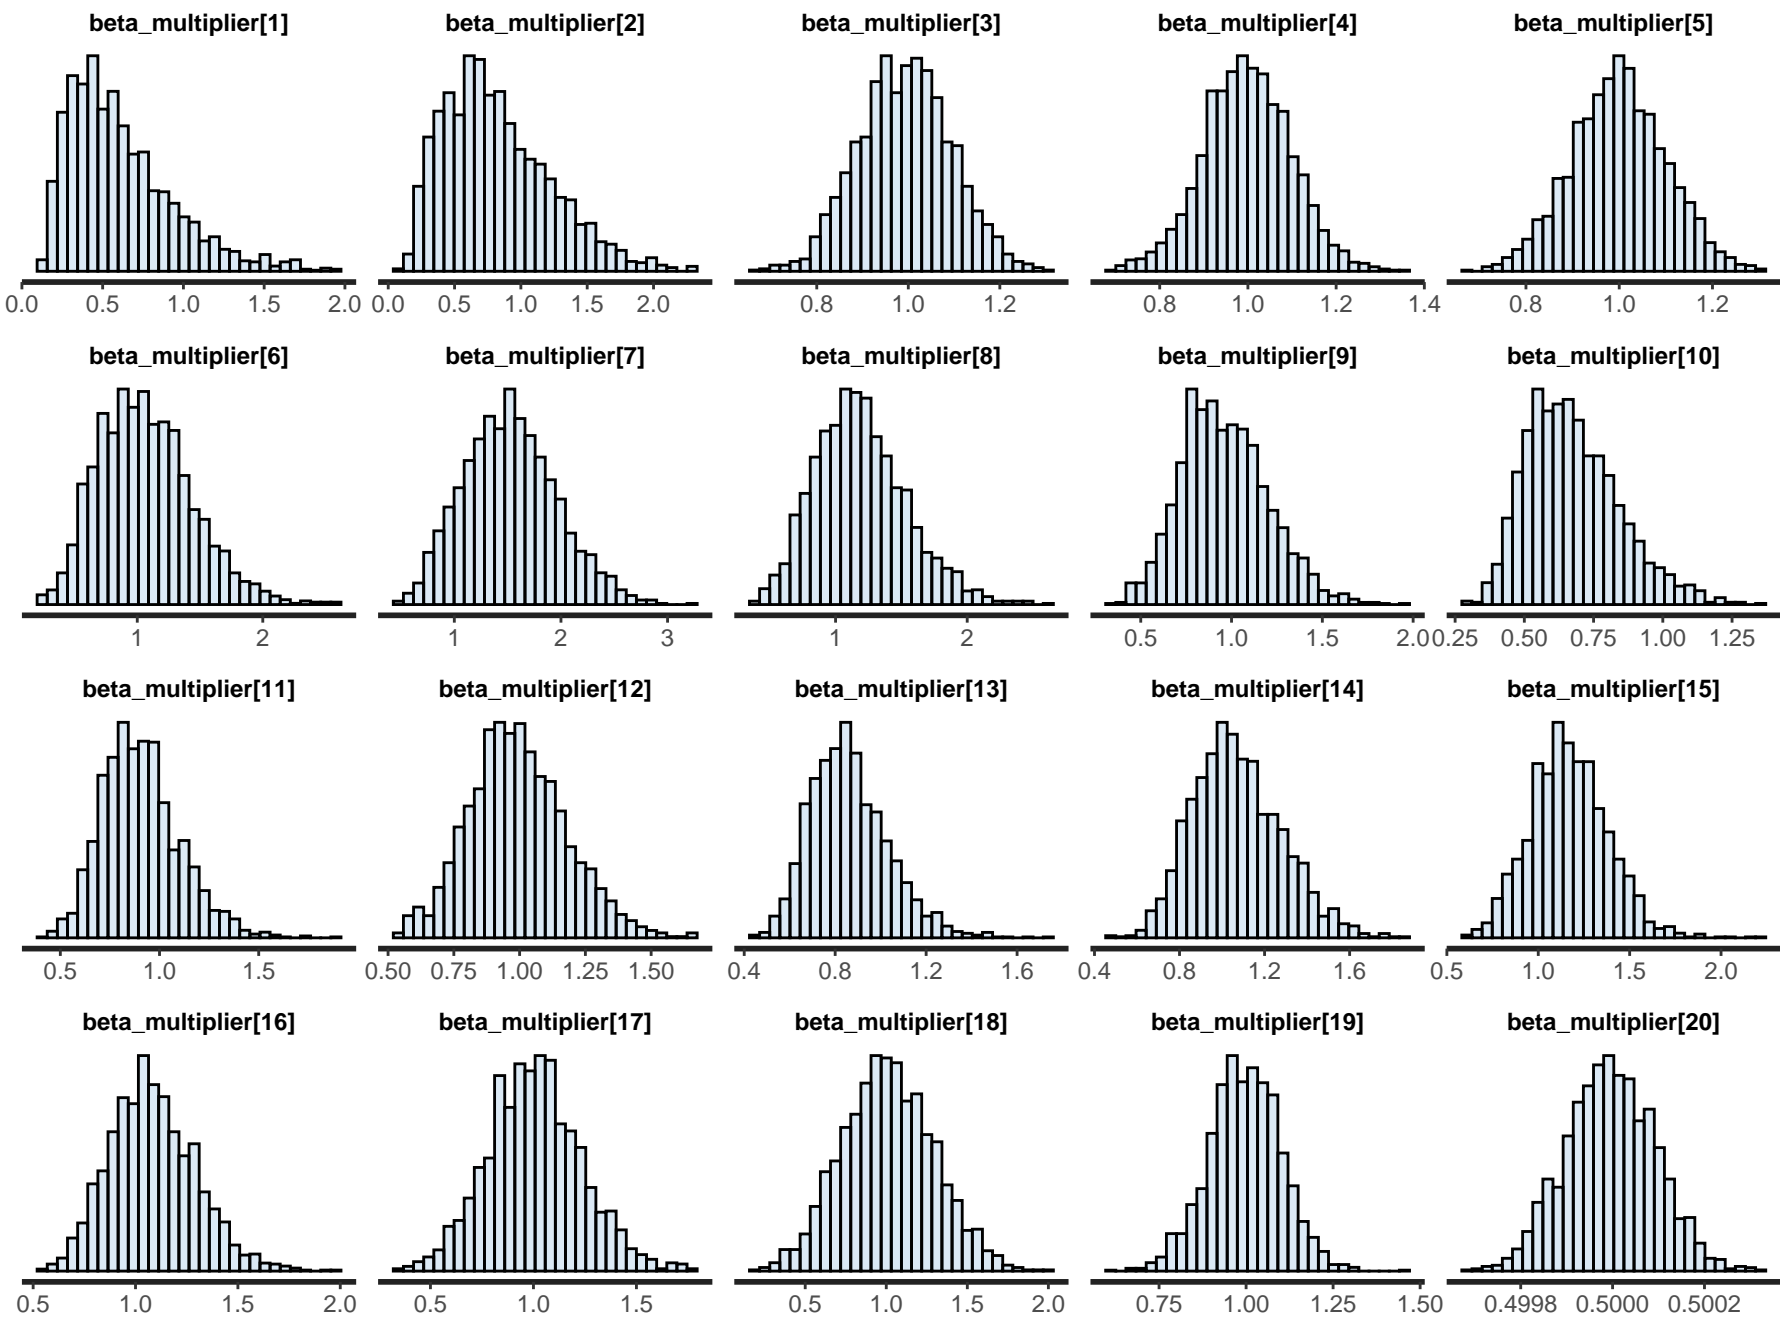 beta_multiplier[1] beta_multiplier[2] beta_multiplier[3] beta_multiplier[4] beta_multiplier[5]
0.0 0.5 1.0 1.5 2.0 0.0 0.5 1.0 1.5 2.0 0.8 1.0 1.2 0.8 1.0 1.2 1.4 0.8 1.0 1.2
beta_multiplier[6] beta_multiplier[7] beta_multiplier[8] beta_multiplier[9] beta_multiplier[10]
1 2 1 2 3 1 2 0.5 1.0 1.5 2.0 0.25 0.50 0.75 1.00 1.25
beta_multiplier[11] beta_multiplier[12] beta_multiplier[13] beta_multiplier[14] beta_multiplier[15]
0.5 1.0 1.5 0.50 0.75 1.00 1.25 1.50 0.4 0.8 1.2 1.6 0.4 0.8 1.2 1.6 0.5 1.0 1.5 2.0
beta_multiplier[16] beta_multiplier[17] beta_multiplier[18] beta_multiplier[19] beta_multiplier[20]
0.5 1.0 1.5 2.0 0.5 1.0 1.5 0.5 1.0 1.5 2.0 0.75 1.00 1.25 1.50 0.4998 0.5000 0.5002